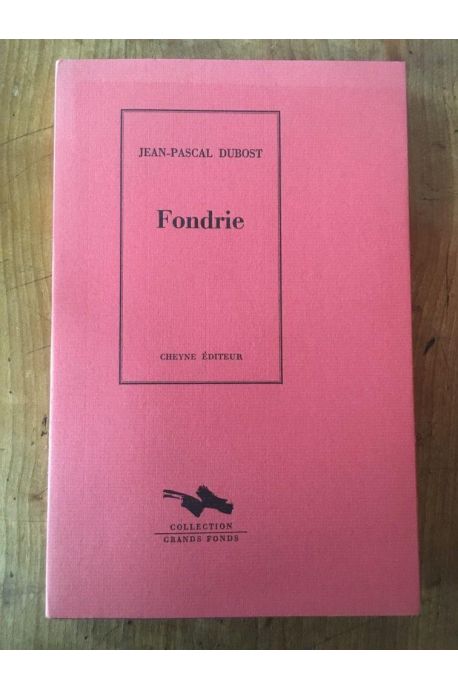 JEAN-PASCAL DUBOST
Fondrie
CHEYNE ÉDITEUR
COLLECTION
GRANDS FONDS